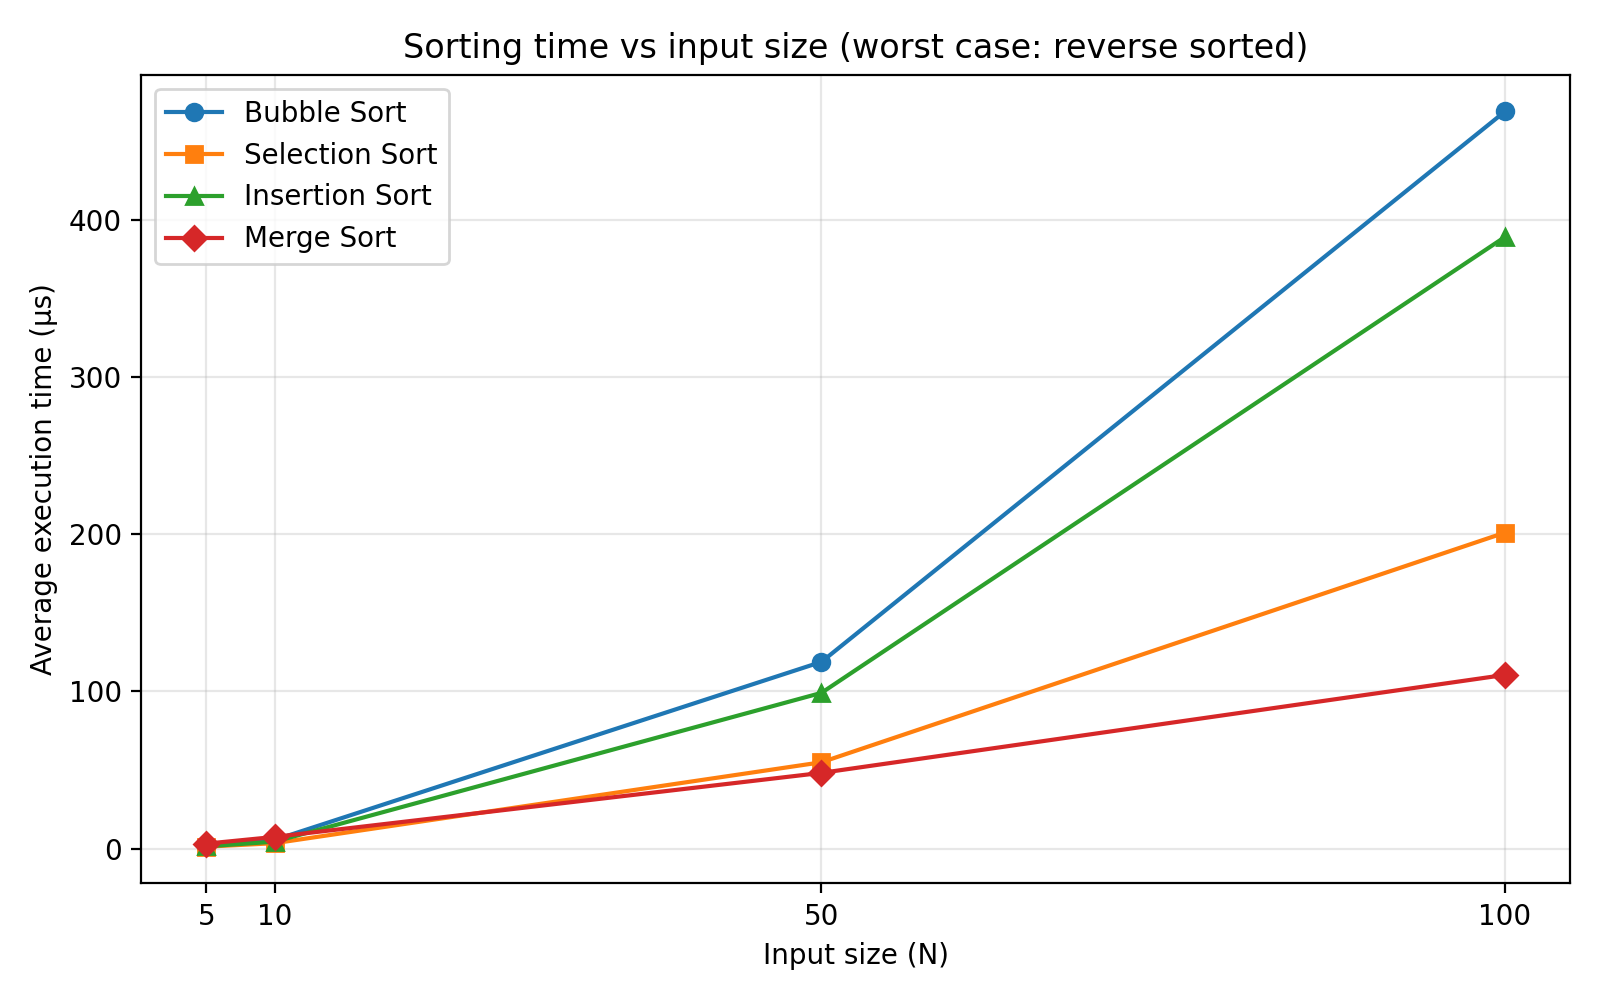 Sorting time vs input size (worst case: reverse sorted)
Bubble Sort
Selection Sort
Insertion Sort
Merge Sort
Average execution time (µs)
400
300
200
100
0
5 10 50 100
Input size (N)